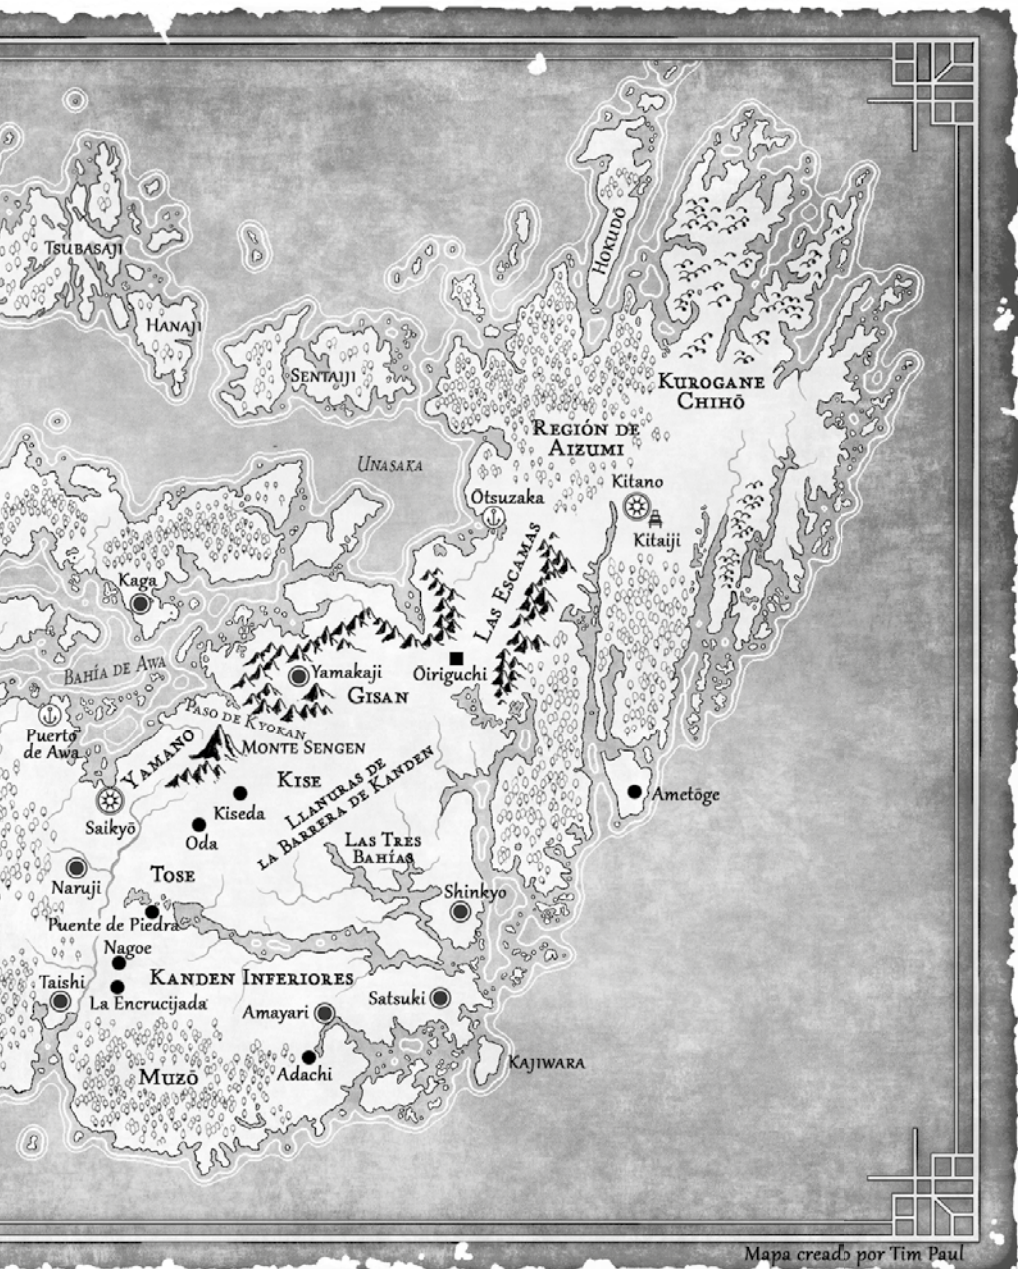 Tsubasaji
Hokudō
Hanaji
Sentaiji
Kurogane
Chihō
Región de
Aizumi
Unasaka
Kitano
Ōtsuzaka
Kitaiji
Las Escamas
Kaga
Bahía de Awa
Yamakaji
Oiriguchi
Gisan
Paso de Kyokan
Puerto
de Awa
Yamano
Monte Sengen
Kise
Llanuras de
la Barrera de Kanden
Ametōge
Kiseda
Saikyō
Oda
Las Tres
Bahías
Tose
Naruji
Shinkyo
Puente de Piedra
Nagoe
Kanden Inferiores
Taishi
La Encrucijada
Amayari
Satsuki
Kajiwara
Muzō
Adachi
Mapa creado por Tim Paul